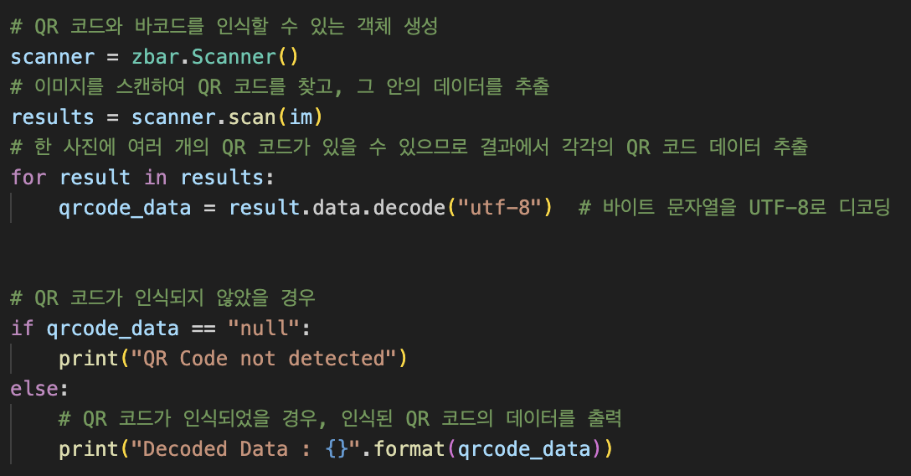 # QR 코드와 바코드를 인식할 수 있는 객체 생성
scanner = zbar.Scanner()
# 이미지를 스캔하여 QR 코드를 찾고, 그 안의 데이터를 추출
results = scanner.scan(im)
# 한 사진에 여러 개의 QR 코드가 있을 수 있으므로 결과에서 각각의 QR 코드 데이터 추출
for result in results:
    qrcode_data = result.data.decode("utf-8")  # 바이트 문자열을 UTF-8로 디코딩
# QR 코드가 인식되지 않았을 경우
if qrcode_data == "null":
    print("QR Code not detected")
else:
    # QR 코드가 인식되었을 경우, 인식된 QR 코드의 데이터를 출력
    print("Decoded Data : {}".format(qrcode_data))